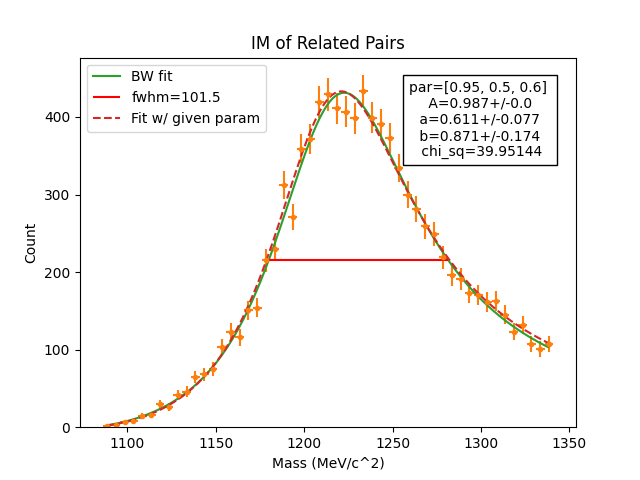 IM of Related Pairs
BW fit
fwhm=101.5
Fit w/ given param
par=[0.95, 0.5, 0.6]
A=0.987+/-0.0
a=0.611+/-0.077
b=0.871+/-0.174
chi_sq=39.95144
Count
400
300
200
100
0
1100 1150 1200 1250 1300 1350
Mass (MeV/c^2)